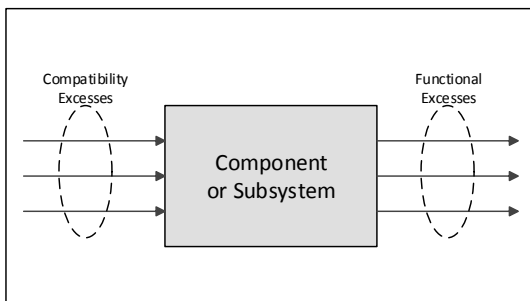 Compatibility
Excesses
Functional
Excesses
Component
or Subsystem